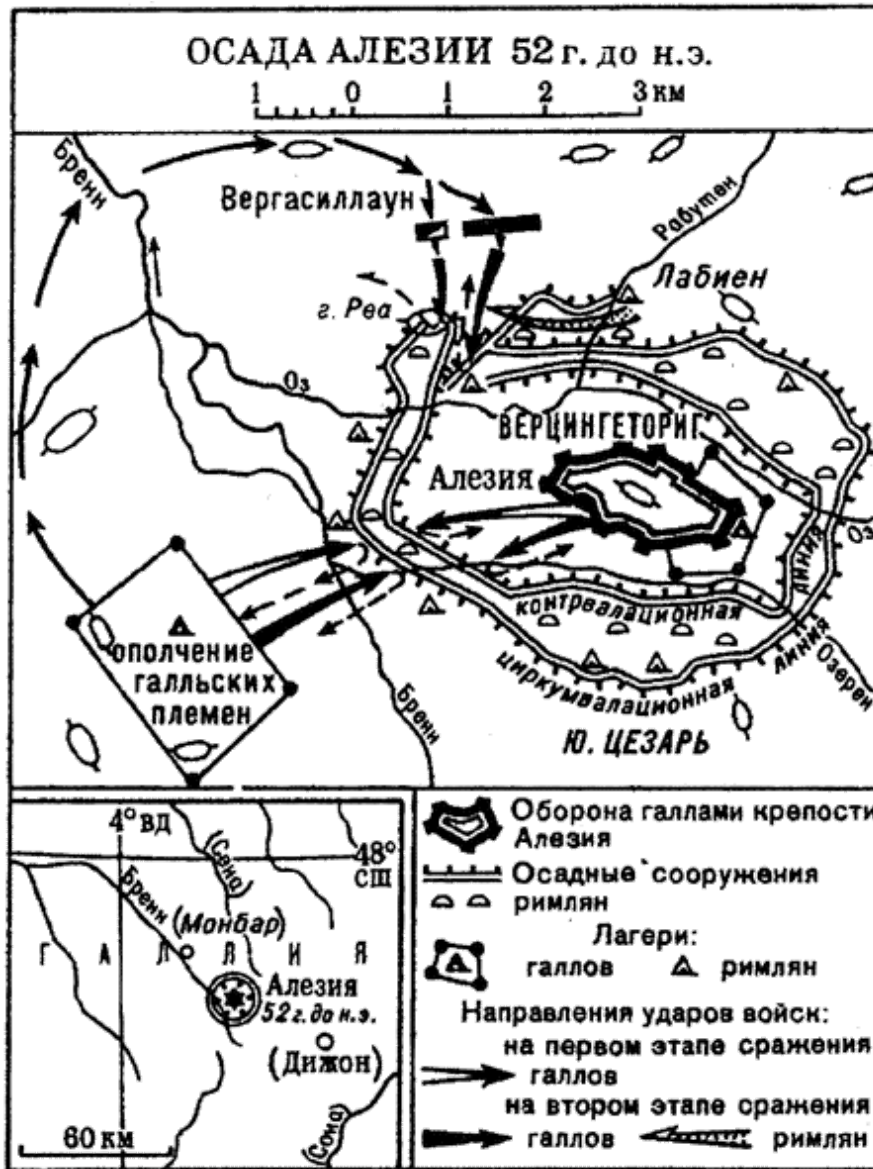 ОСАДА АЛЕЗИИ 52 г. до н.э.
1 0 1 2 3 км
Бренн
Вергасиллаун
Рабутен
Лабиен
г. Реа
Оз
ВЕРЦИНГЕТОРИГ
Алезия
Оз
ополчение
галльских
племен
контрвалационная
линия
циркумвалационная
линия
Озерен
Бренн
Ю. ЦЕЗАРЬ
4° ВД
48°
СШ
(Сена)
Бренн
(Монбар)
Г А Л Л И Я
Алезия
52 г. до н.э.
(Дижон)
(Сона)
60 км
Оборона галлами крепости
Алезия
Осадные сооружения
римлян
Лагери:
галлов римлян
Направления ударов войск:
на первом этапе сражения
галлов
на втором этапе сражения
галлов римлян